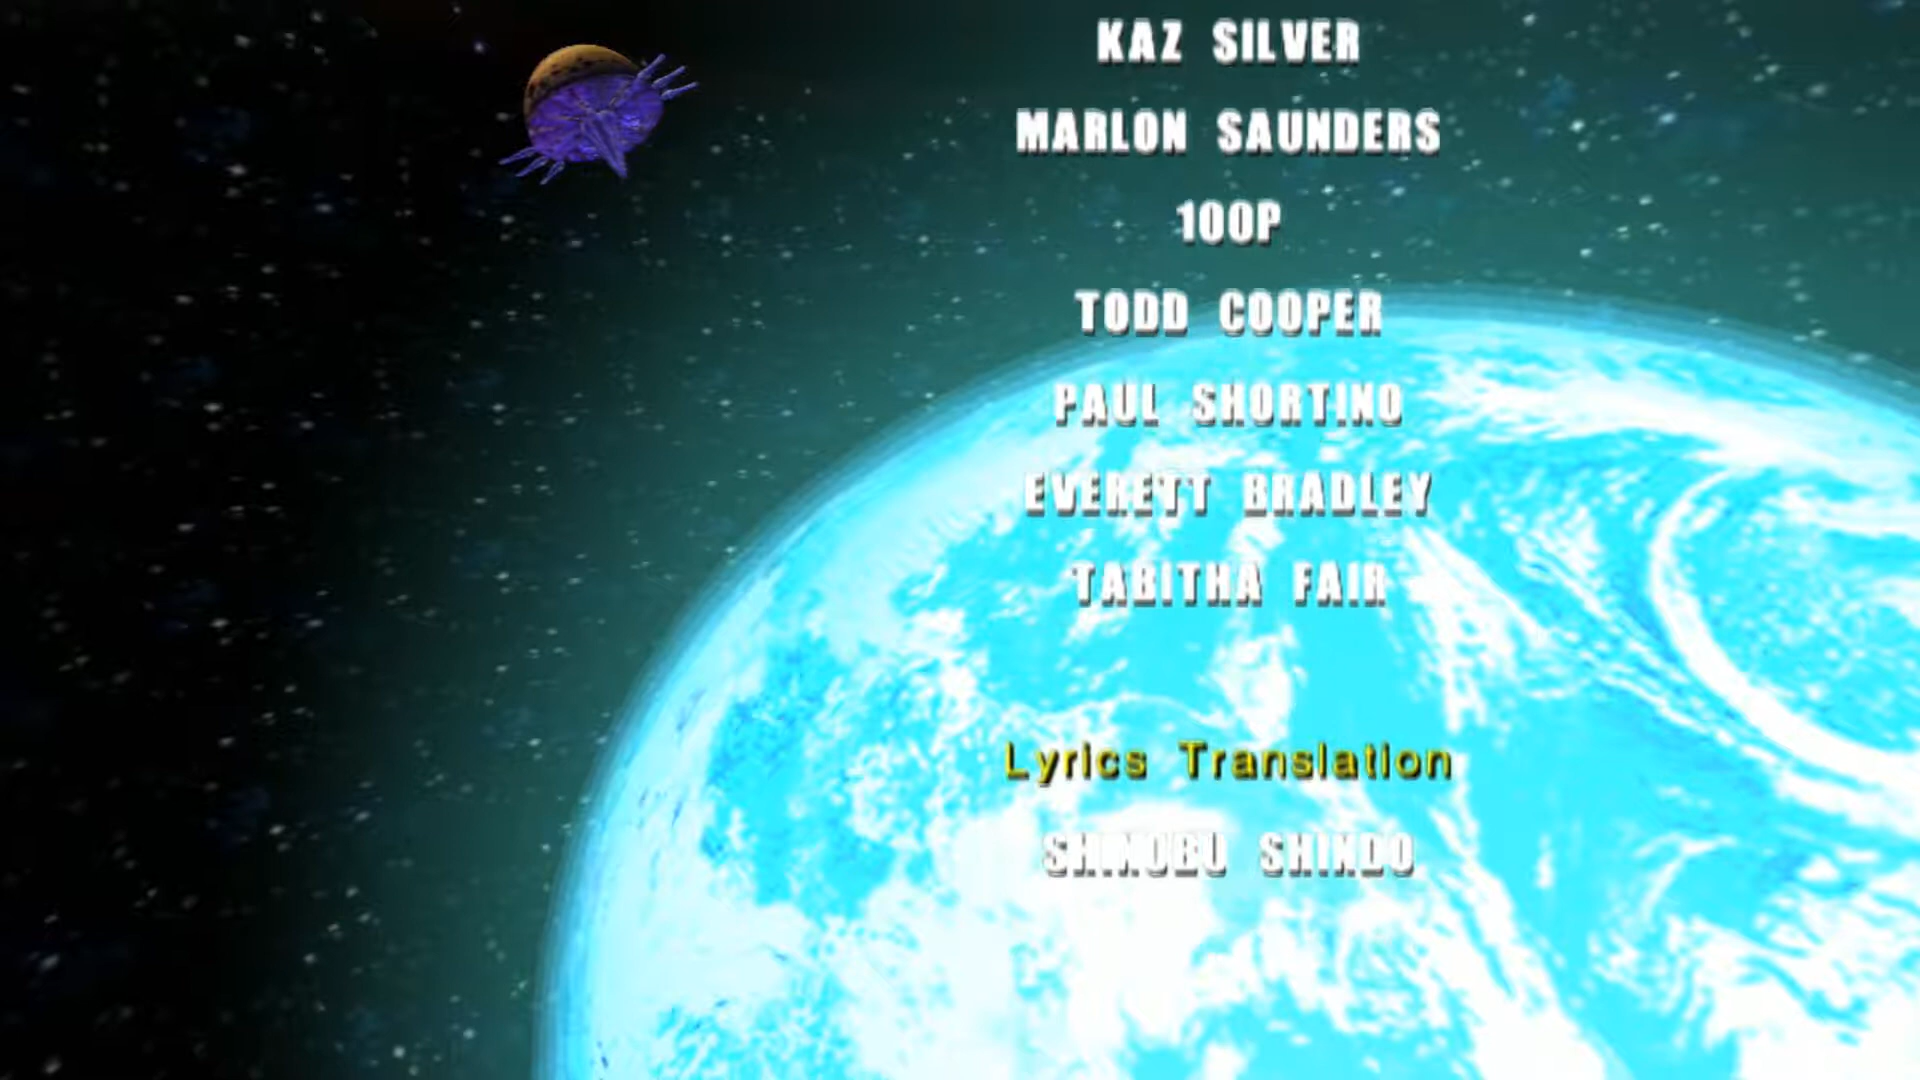 KAZ SILVER
MARLON SAUNDERS
100P
TODD COOPER
PAUL SHORTINO
EVERETT BRADLEY
TABITHA FAIR
Lyrics Translation
SHINOBU SHINDO